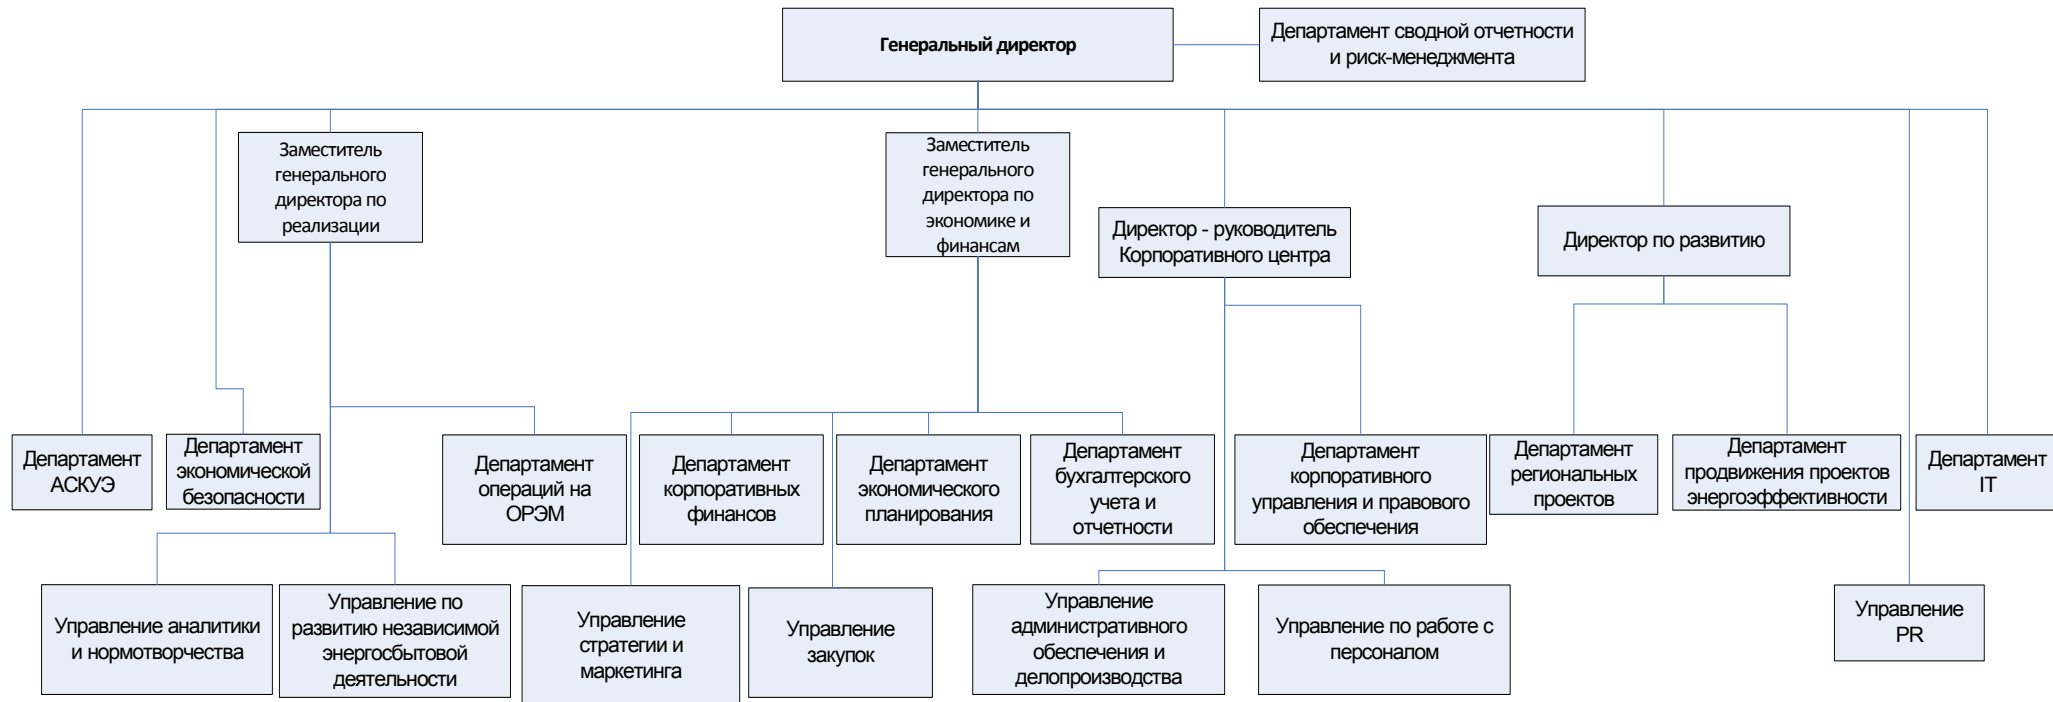 Генеральный директор
Департамент сводной отчетности
и риск-менеджмента
Заместитель
генерального
директора по
реализации
Заместитель
генерального
директора по
экономике и
финансам
Директор - руководитель
Корпоративного центра
Директор по развитию
Департамент
АСКУЭ
Департамент
экономической
безопасности
Департамент
операций на
ОРЭМ
Департамент
корпоративных
финансов
Департамент
экономического
планирования
Департамент
бухгалтерского
учета и
отчетности
Департамент
корпоративного
управления и правового
обеспечения
Департамент
региональных
проектов
Департамент
продвижения проектов
энергоэффективности
Департамент
IT
Управление аналитики
и нормотворчества
Управление по
развитию независимой
энергосбытовой
деятельности
Управление
стратегии и
маркетинга
Управление
закупок
Управление
административного
обеспечения и
делопроизводства
Управление по работе с
персоналом
Управление
PR